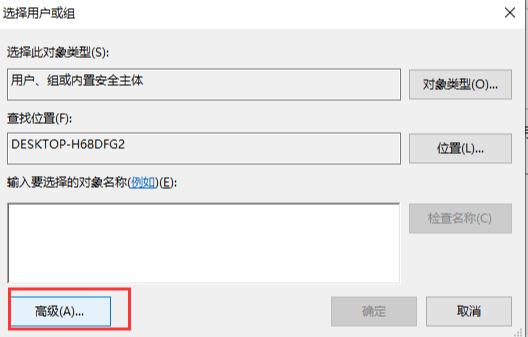 选择用户或组
选择此对象类型(S):
用户、组或内置安全主体
对象类型(O)...
查找位置(F):
DESKTOP-H68DFG2
位置(L)...
输入要选择的对象名称(例如)(E):
检查名称(C)
高级(A)...
确定
取消